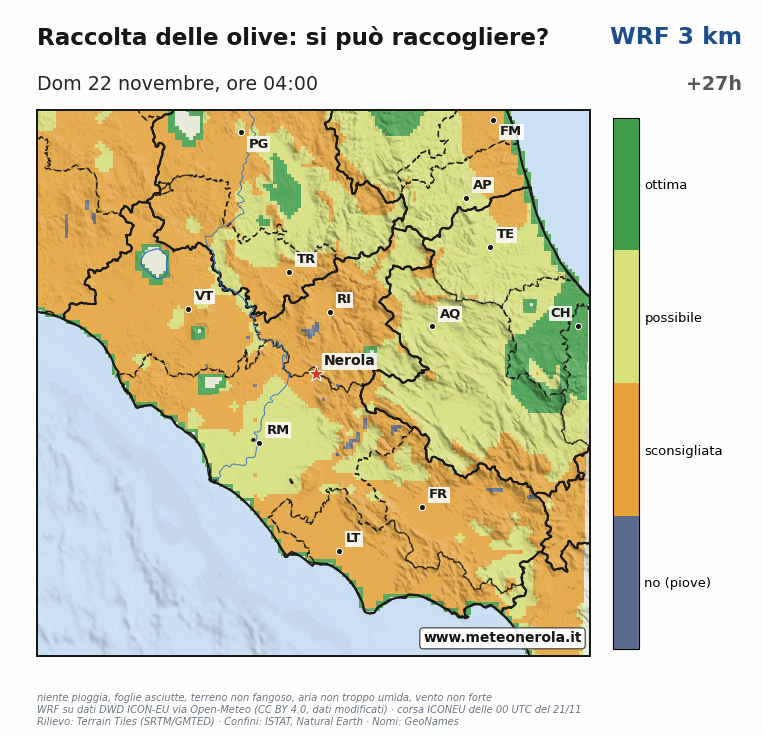 Raccolta delle olive: si può raccogliere?
WRF 3 km
Dom 22 novembre, ore 04:00
+27h
PG
FM
AP
TE
TR
VT
RI
AQ
CH
Nerola
RM
FR
LT
www.meteonerola.it
ottima
possibile
sconsigliata
no (piove)
niente pioggia, foglie asciutte, terreno non fangoso, aria non troppo umida, vento non forte
WRF su dati DWD ICON-EU via Open-Meteo (CC BY 4.0, dati modificati) · corsa ICONEU delle 00 UTC del 21/11
Rilievo: Terrain Tiles (SRTM/GMTED) · Confini: ISTAT, Natural Earth · Nomi: GeoNames